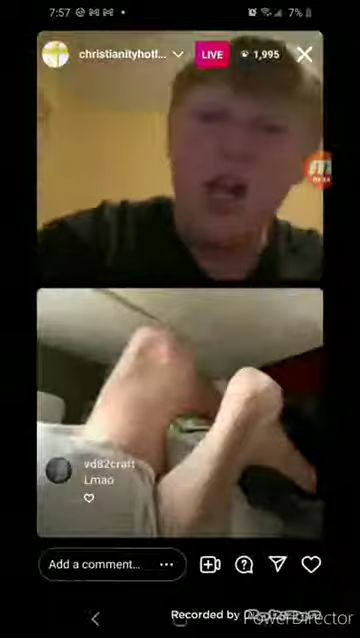 7:57
7%
christianityhotf...
LIVE
1,995
vd82craft
Lmao
Add a comment...
Recorded by
PowerDirector